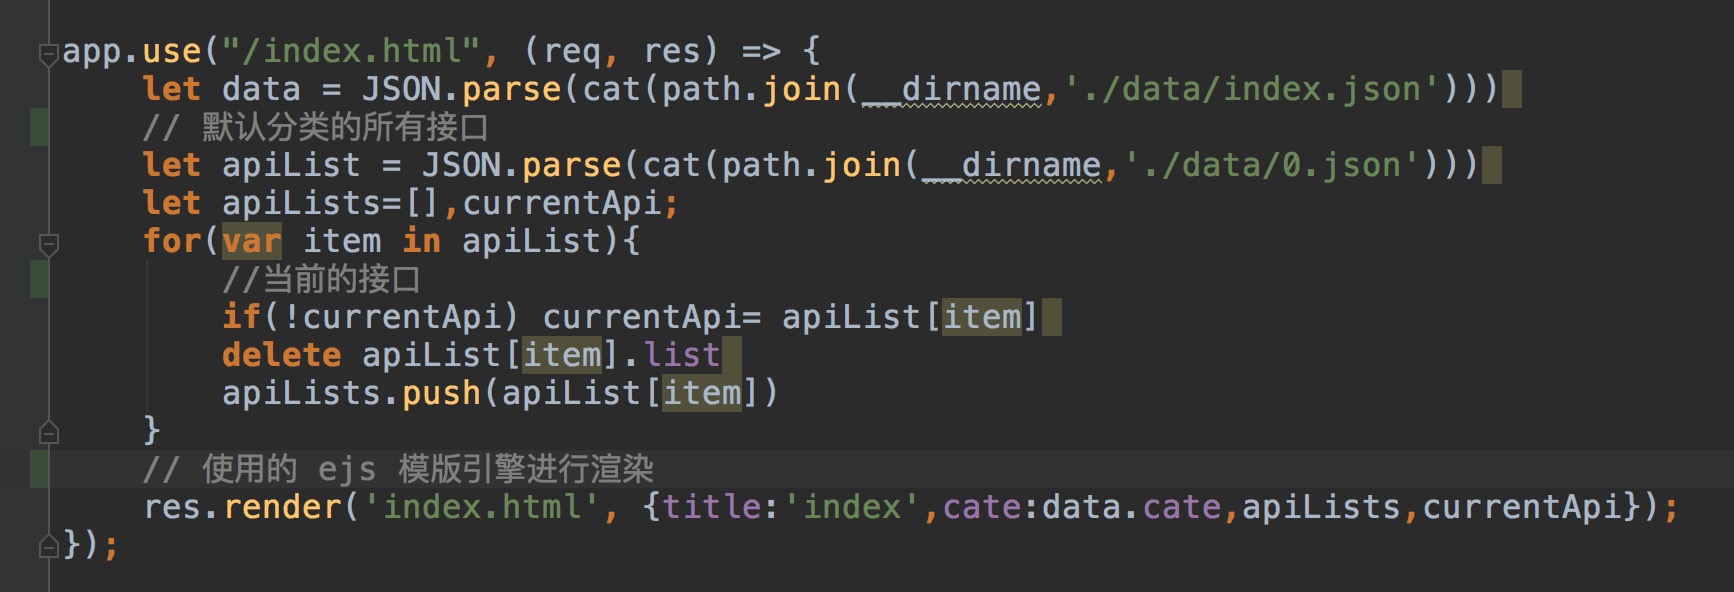 app.use("/index.html", (req, res) => {
let data = JSON.parse(cat(path.join(__dirname,'./data/index.json')))
// 默认分类的所有接口
let apiList = JSON.parse(cat(path.join(__dirname,'./data/0.json')))
let apiLists=[],currentApi;
for(var item in apiList){
//当前的接口
if(!currentApi) currentApi= apiList[item]
delete apiList[item].list
apiLists.push(apiList[item])
}
// 使用的 ejs 模版引擎进行渲染
res.render('index.html', {title:'index',cate:data.cate,apiLists,currentApi});
});